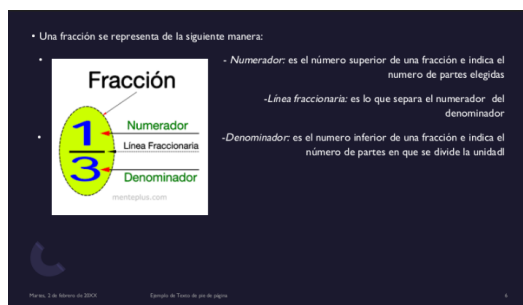 • Una fracción se representa de la siguiente manera:
- Numerador: es el número superior de una fracción e indica el
numero de partes elegidas
-Línea fraccionaria: es lo que separa el numerador del
denominador
-Denominador: es el numero inferior de una fracción e indica el
número de partes en que se divide la unidadl
Fracción
1
Numerador
Línea Fraccionaria
3
Denominador
menteplus.com
Martes, 2 de febrero de 20XX
Ejemplo de Texto de pie de página
6